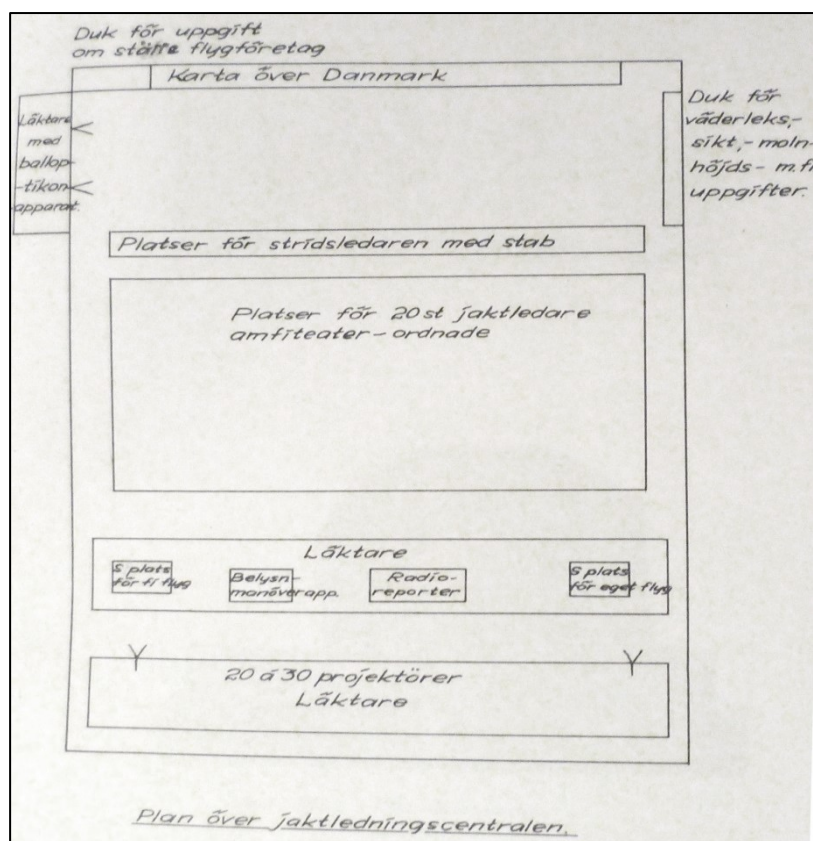 Duk för uppgift
om ställe flygföretag
Karta över Danmark
Läktare
med
ballop-
-tikon-
apparat.
Duk för
väderleks,-
sikt,- moln-
höjds- m.fl
uppgifter.
Platser för stridsledaren med stab
Platser för 20st jaktledare
amfiteater-ordnade
Läktare
S plats
för fi flyg
Belysn-
manöverapp.
Radio-
reporter
S plats
för eget flyg
20 á 30 projektörer
Läktare
Plan över jaktledningscentralen.